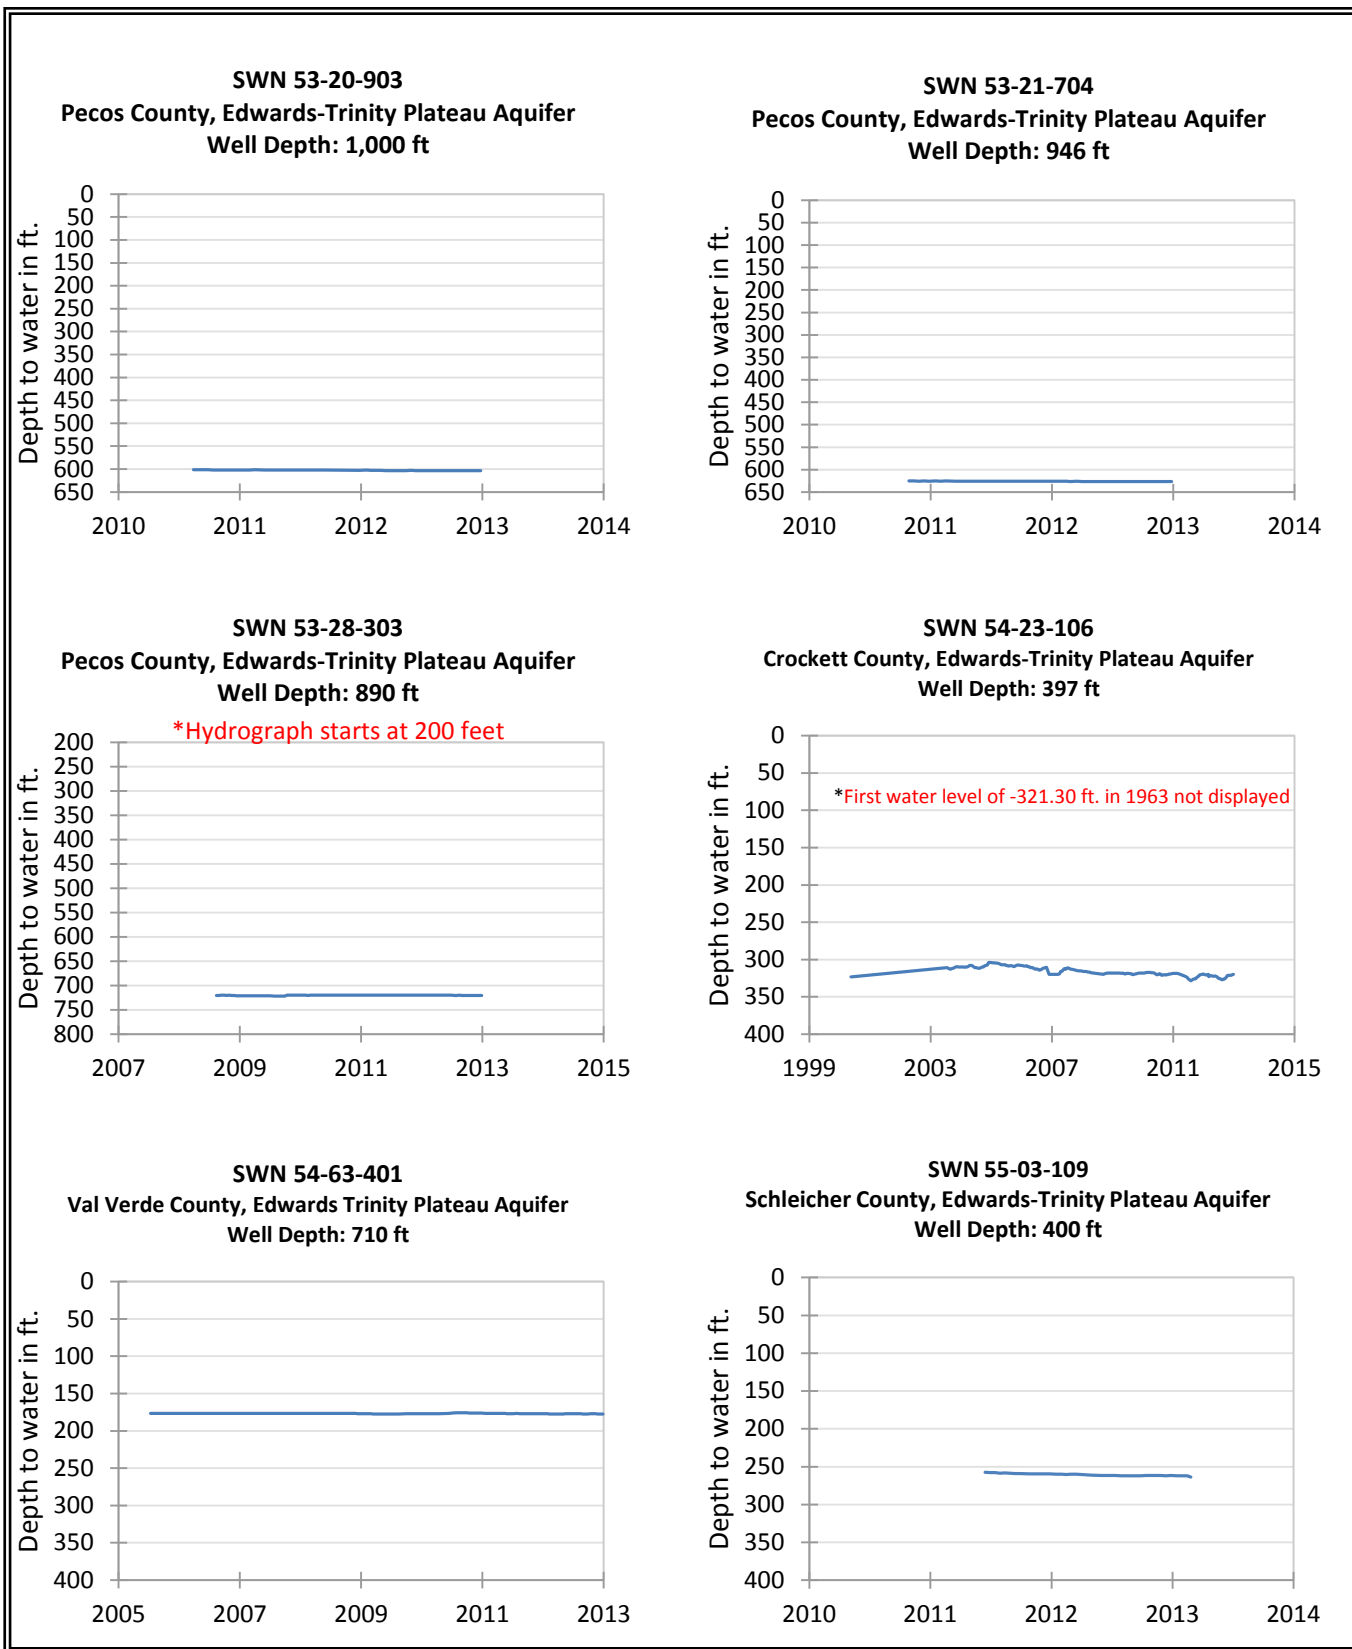 SWN 53-20-903
Pecos County, Edwards-Trinity Plateau Aquifer
Well Depth: 1,000 ft
Depth to water in ft.
0
50
100
150
200
250
300
350
400
450
500
550
600
650
2010 2011 2012 2013 2014
SWN 53-21-704
Pecos County, Edwards-Trinity Plateau Aquifer
Well Depth: 946 ft
Depth to water in ft.
0
50
100
150
200
250
300
350
400
450
500
550
600
650
2010 2011 2012 2013 2014
SWN 53-28-303
Pecos County, Edwards-Trinity Plateau Aquifer
Well Depth: 890 ft
*Hydrograph starts at 200 feet
Depth to water in ft.
200
250
300
350
400
450
500
550
600
650
700
750
800
2007 2009 2011 2013 2015
SWN 54-23-106
Crockett County, Edwards-Trinity Plateau Aquifer
Well Depth: 397 ft
*First water level of -321.30 ft. in 1963 not displayed
Depth to water in ft.
0
50
100
150
200
250
300
350
400
1999 2003 2007 2011 2015
SWN 54-63-401
Val Verde County, Edwards Trinity Plateau Aquifer
Well Depth: 710 ft
Depth to water in ft.
0
50
100
150
200
250
300
350
400
2005 2007 2009 2011 2013
SWN 55-03-109
Schleicher County, Edwards-Trinity Plateau Aquifer
Well Depth: 400 ft
Depth to water in ft.
0
50
100
150
200
250
300
350
400
2010 2011 2012 2013 2014